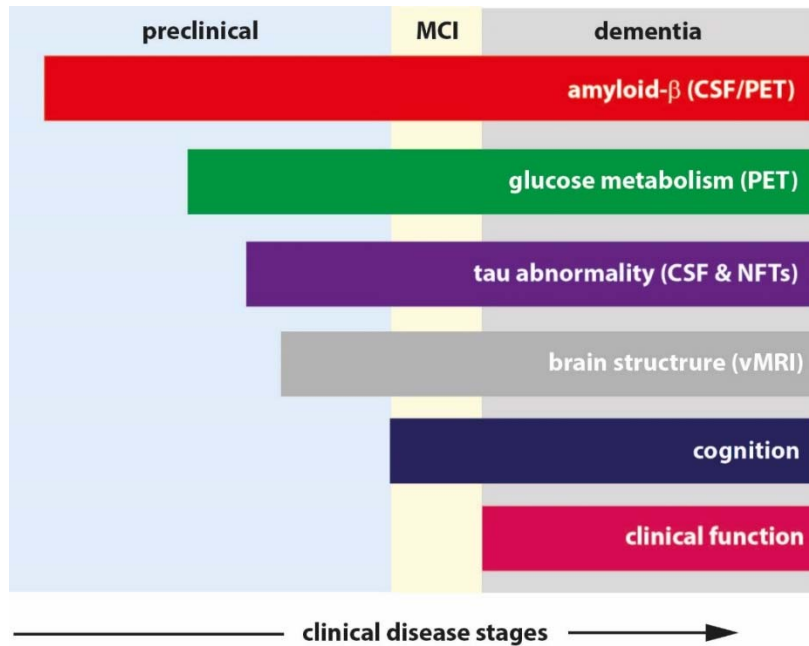 preclinical MCI dementia
amyloid-β (CSF/PET)
glucose metabolism (PET)
tau abnormality (CSF & NFTs)
brain structrure (vMRI)
cognition
clinical function
clinical disease stages